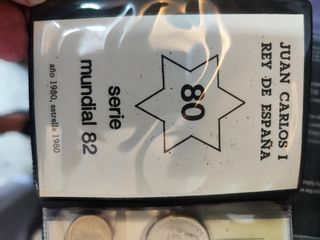 JUAN CARLOS I
REY DE ESPAÑA
80
serie
mundial 82
año 1980, estrella 1980